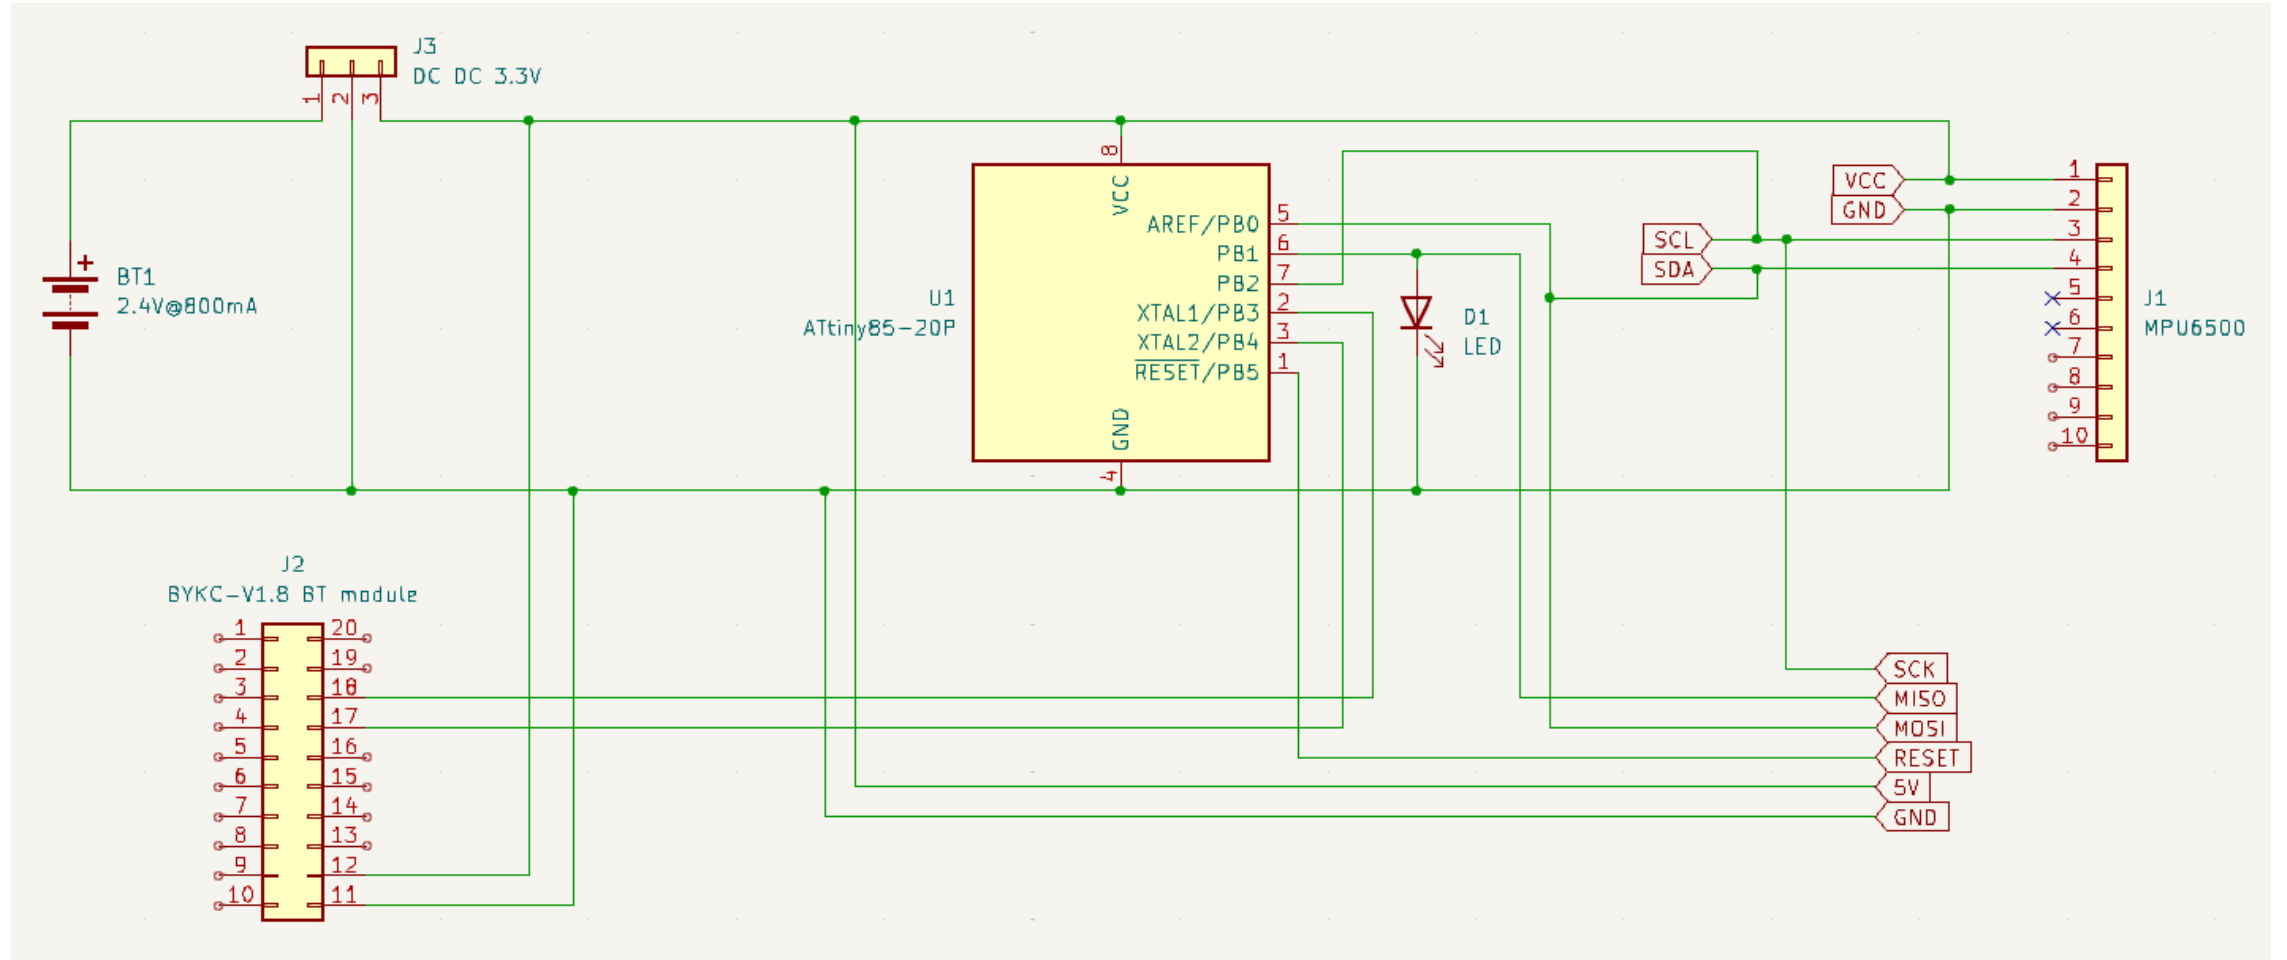 J3
DC DC 3.3V
1
2
3
BT1
2.4V@800mA
+
8
VCC
AREF/PB0
5
PB1
6
PB2
7
XTAL1/PB3
2
XTAL2/PB4
3
RESET/PB5
1
GND
4
U1
ATtiny85-20P
D1
LED
VCC
GND
SCL
SDA
1
2
3
4
5
6
7
8
9
10
J1
MPU6500
J2
BYKC-V1.8 BT module
1 20
2 19
3 18
4 17
5 16
6 15
7 14
8 13
9 12
10 11
SCK
MISO
MOSI
RESET
5V
GND